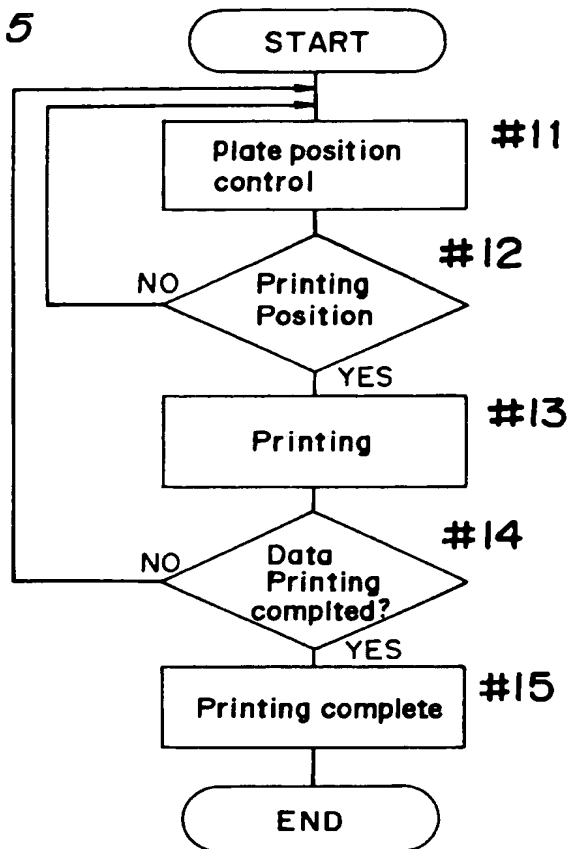 5
START
Plate position
control
#11
#12
NO
Printing
Position
YES
Printing
#13
#14
NO
Data
Printing
complted?
YES
Printing complete
#15
END